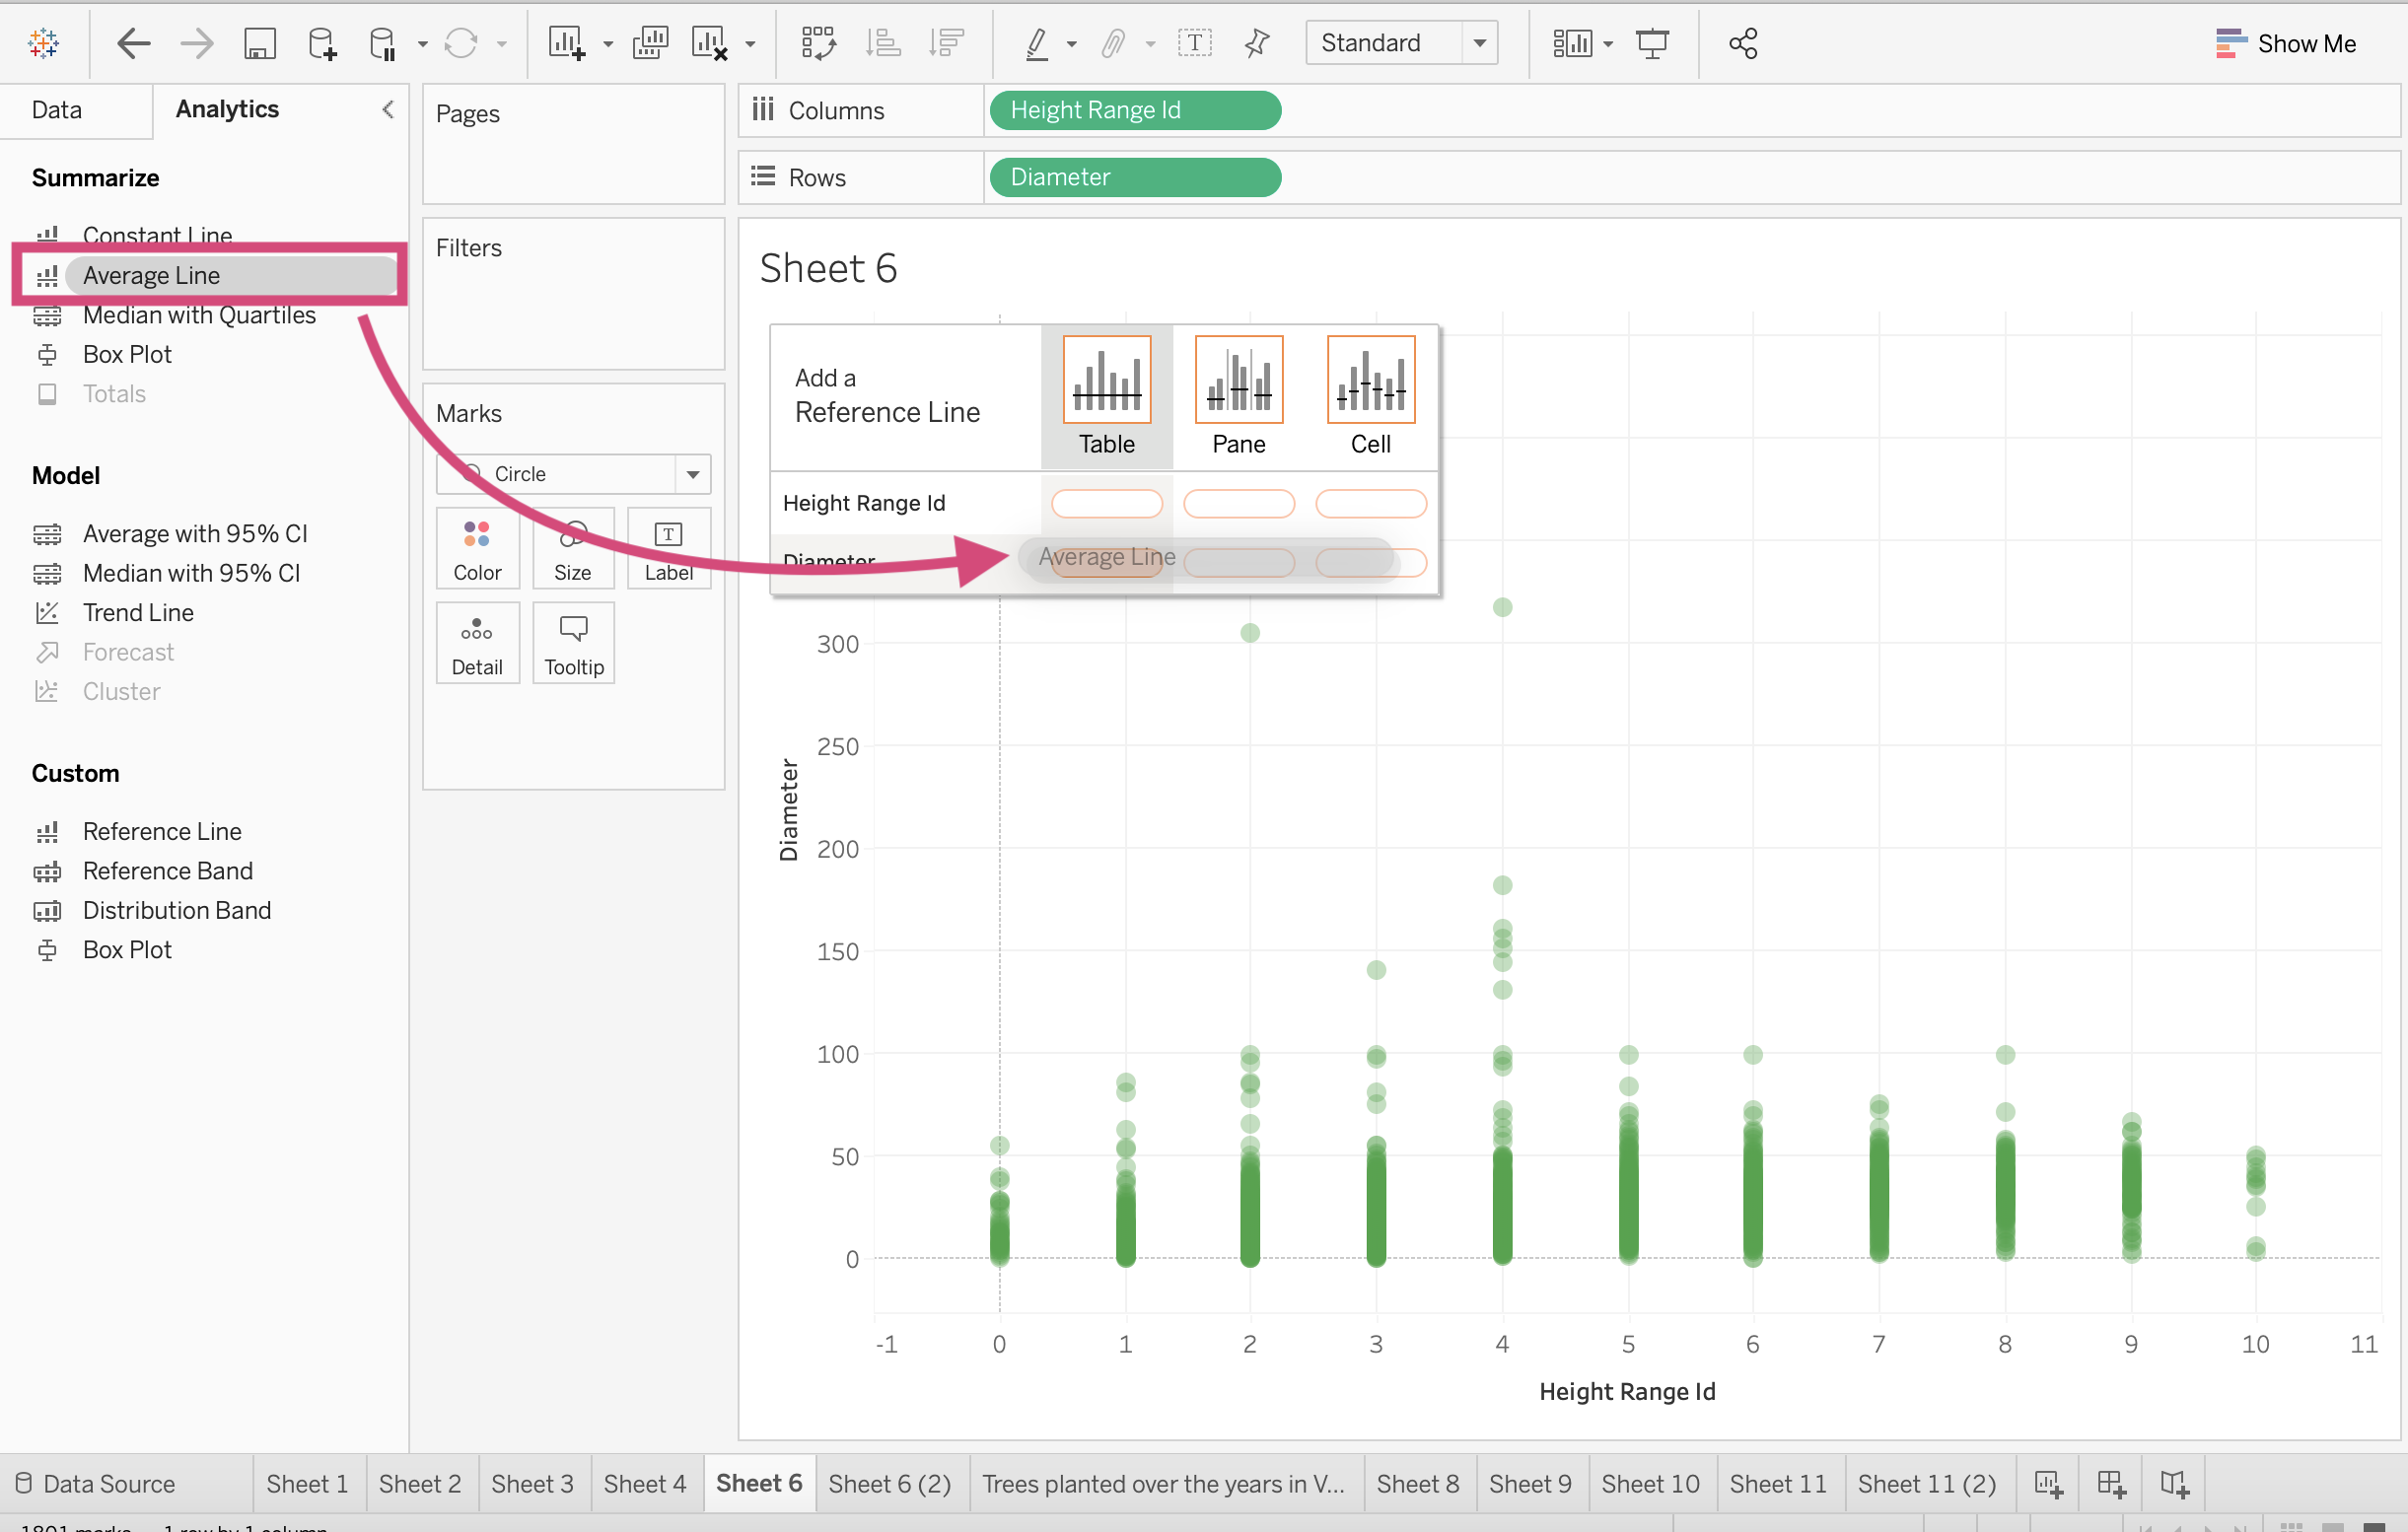 Standard
Show Me
Data
Analytics
Summarize
Constant Line
Average Line
Median with Quartiles
Box Plot
Totals
Model
Average with 95% CI
Median with 95% CI
Trend Line
Forecast
Cluster
Custom
Reference Line
Reference Band
Distribution Band
Box Plot
Pages
Filters
Marks
Circle
Color
Size
Label
Detail
Tooltip
Columns
Height Range Id
Rows
Diameter
Sheet 6
Add a
Reference Line
Table
Pane
Cell
Height Range Id
Diameter
Average Line
300
250
200
150
100
50
0
Diameter
-1 0 1 2 3 4 5 6 7 8 9 10 11
Height Range Id
Data Source
Sheet 1
Sheet 2
Sheet 3
Sheet 4
Sheet 6
Sheet 6 (2)
Trees planted over the years in V...
Sheet 8
Sheet 9
Sheet 10
Sheet 11
Sheet 11 (2)
1801 marks 1 row by 1 column